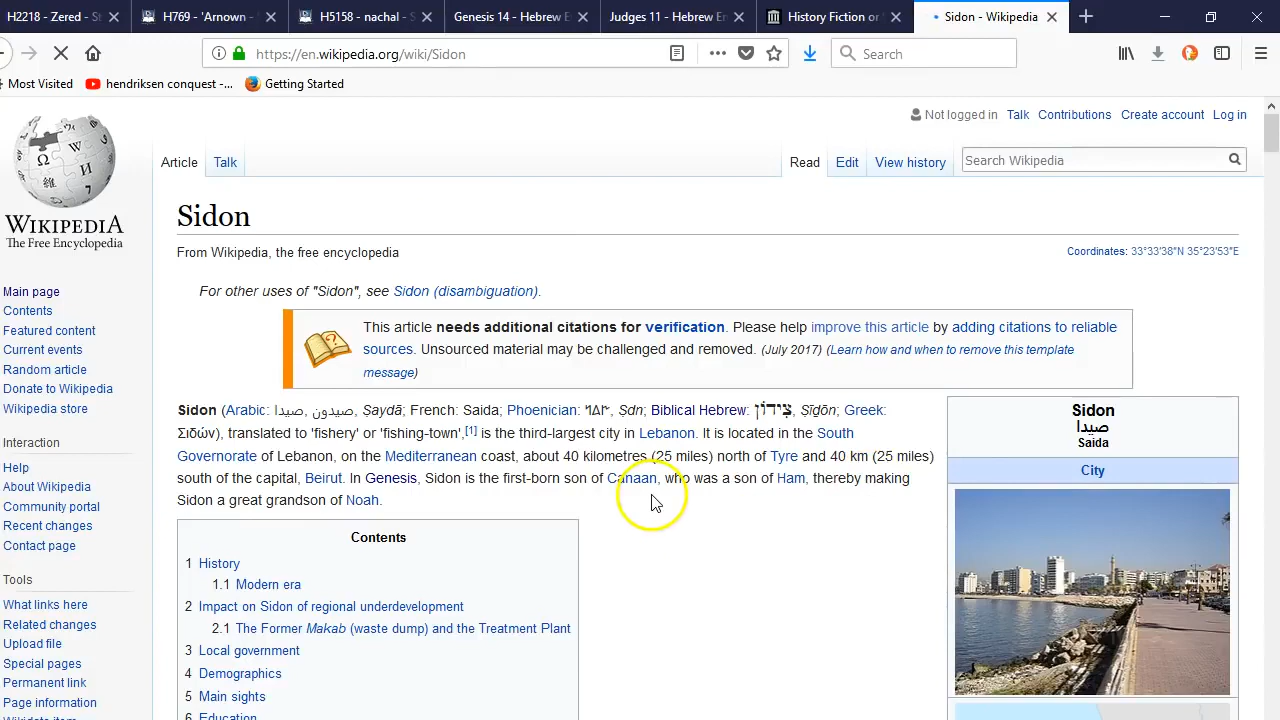 H2218 - Zered - S
H769 - 'Arnown - '
H5158 - nachal - S
Genesis 14 - Hebrew E
Judges 11 - Hebrew En
History Fiction or
Sidon - Wikipedia
https://en.wikipedia.org/wiki/Sidon
Search
Most Visited
hendriksen conquest -...
Getting Started
Not logged in Talk Contributions Create account Log in
Article Talk
Read Edit View history
Search Wikipedia
WIKIPEDIA
The Free Encyclopedia
Main page
Contents
Featured content
Current events
Random article
Donate to Wikipedia
Wikipedia store
Interaction
Help
About Wikipedia
Community portal
Recent changes
Contact page
Tools
What links here
Related changes
Upload file
Special pages
Permanent link
Page information
Wikidata item
Sidon
From Wikipedia, the free encyclopedia
Coordinates: 33°33′38″N 35°23′53″E
For other uses of "Sidon", see Sidon (disambiguation).
This article needs additional citations for verification. Please help improve this article by adding citations to reliable
sources. Unsourced material may be challenged and removed. (July 2017) (Learn how and when to remove this template
message)
Sidon (Arabic: صيدا, صيدون, Ṣaydā; French: Saida; Phoenician: 𐤑𐤃𐤍, Ṣdn; Biblical Hebrew: צִידוֹן, Ṣīḏōn; Greek:
Σιδών), translated to 'fishery' or 'fishing-town',[1] is the third-largest city in Lebanon. It is located in the South
Governorate of Lebanon, on the Mediterranean coast, about 40 kilometres (25 miles) north of Tyre and 40 km (25 miles)
south of the capital, Beirut. In Genesis, Sidon is the first-born son of Canaan, who was a son of Ham, thereby making
Sidon a great grandson of Noah.
Contents
1 History
1.1 Modern era
2 Impact on Sidon of regional underdevelopment
2.1 The Former Makab (waste dump) and the Treatment Plant
3 Local government
4 Demographics
5 Main sights
6 Education
Sidon
صيدا
Saida
City